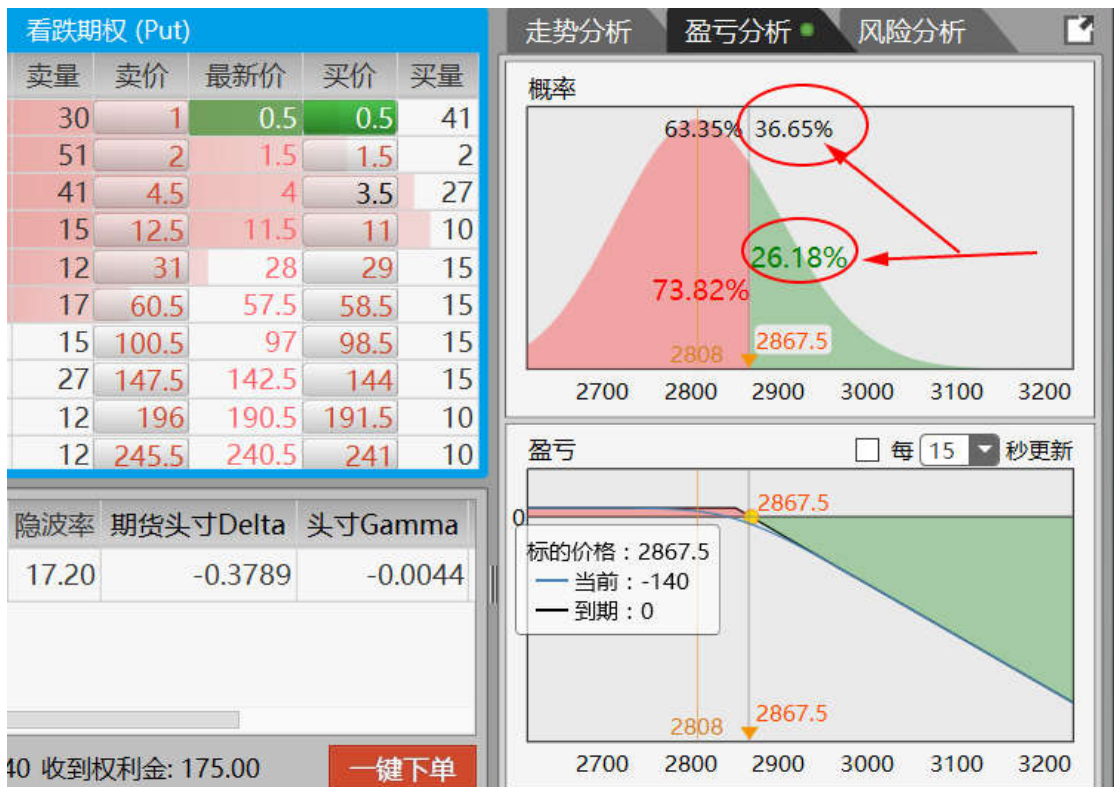 看跌期权 (Put)
卖量 卖价 最新价 买价 买量
30 1 0.5 0.5 41
51 2 1.5 1.5 2
41 4.5 4 3.5 27
15 12.5 11.5 11 10
12 31 28 29 15
17 60.5 57.5 58.5 15
15 100.5 97 98.5 15
27 147.5 142.5 144 15
12 196 190.5 191.5 10
12 245.5 240.5 241 10
隐波率 期货头寸Delta 头寸Gamma
17.20 -0.3789 -0.0044
40 收到权利金: 175.00 一键下单
走势分析 盈亏分析 风险分析
概率
63.35% 36.65%
26.18%
73.82%
2808 2867.5
2700 2800 2900 3000 3100 3200
盈亏 每 15 秒更新
2867.5
0
标的价格：2867.5
当前：-140
到期：0
2808 2867.5
2700 2800 2900 3000 3100 3200